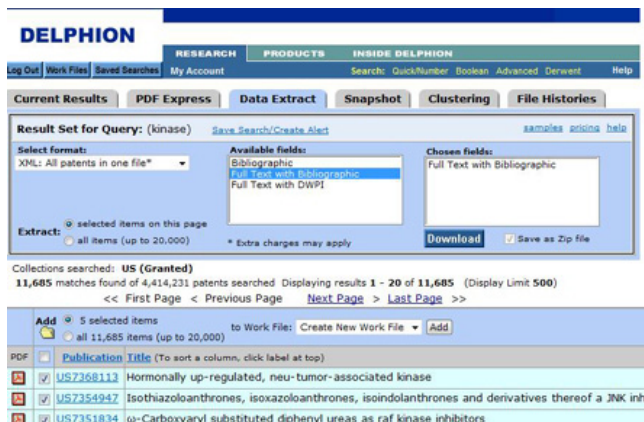 DELPHION
RESEARCH PRODUCTS INSIDE DELPHION
Log Out Work Files Saved Searches My Account Search: Quick/Number Boolean Advanced Derwent Help
Current Results PDF Express Data Extract Snapshot Clustering File Histories
Result Set for Query: (kinase) Save Search/Create Alert samples pricing help
Select format: Available fields: Chosen fields:
XML: All patents in one file* Bibliographic Full Text with Bibliographic
Full Text with Bibliographic
Full Text with DWPI
Extract: selected items on this page
all items (up to 20,000) * Extra charges may apply Download Save as Zip file
Collections searched: US (Granted)
11,685 matches found of 4,414,231 patents searched Displaying results 1 - 20 of 11,685 (Display Limit 500)
<< First Page < Previous Page Next Page > Last Page >>
Add 5 selected items to Work File: Create New Work File Add
all 11,685 items (up to 20,000)
PDF Publication Title (To sort a column, click label at top)
US7368113 Hormonally up-regulated, neu-tumor-associated kinase
US7354947 Isothiazoloanthrones, isoxazoloanthrones, isoindolanthrones and derivatives thereof a JNK inh
US7351834 ω-Carboxyaryl substituted diphenyl ureas as raf kinase inhibitors